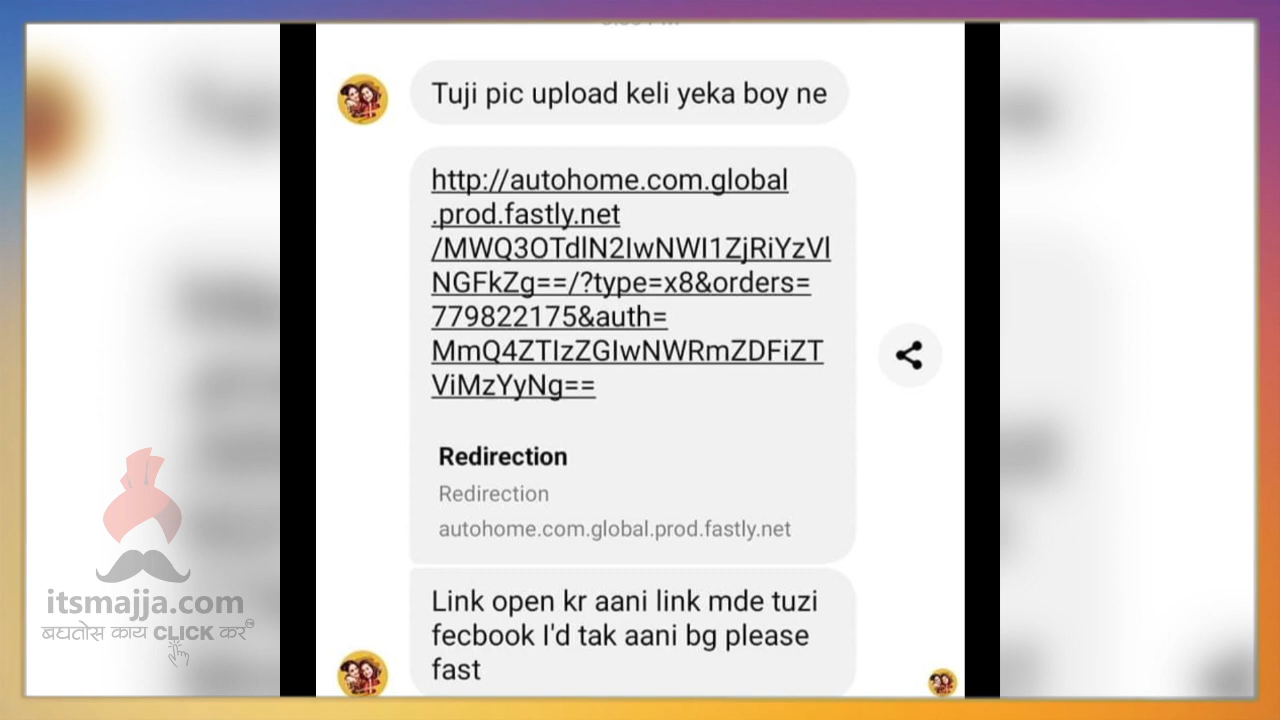 Tuji pic upload keli yeka boy ne
http://autohome.com.global
.prod.fastly.net
/MWQ3OTdlN2IwNWI1ZjRiYzVl
NGFkZg==/?type=x8&orders=
779822175&auth=
MmQ4ZTIzZGIwNWRmZDFiZT
ViMzYyNg==
Redirection
Redirection
autohome.com.global.prod.fastly.net
Link open kr aani link mde tuzi
fecbook I'd tak aani bg please
fast
itsmajja.com
बघतोस काय CLICK कर